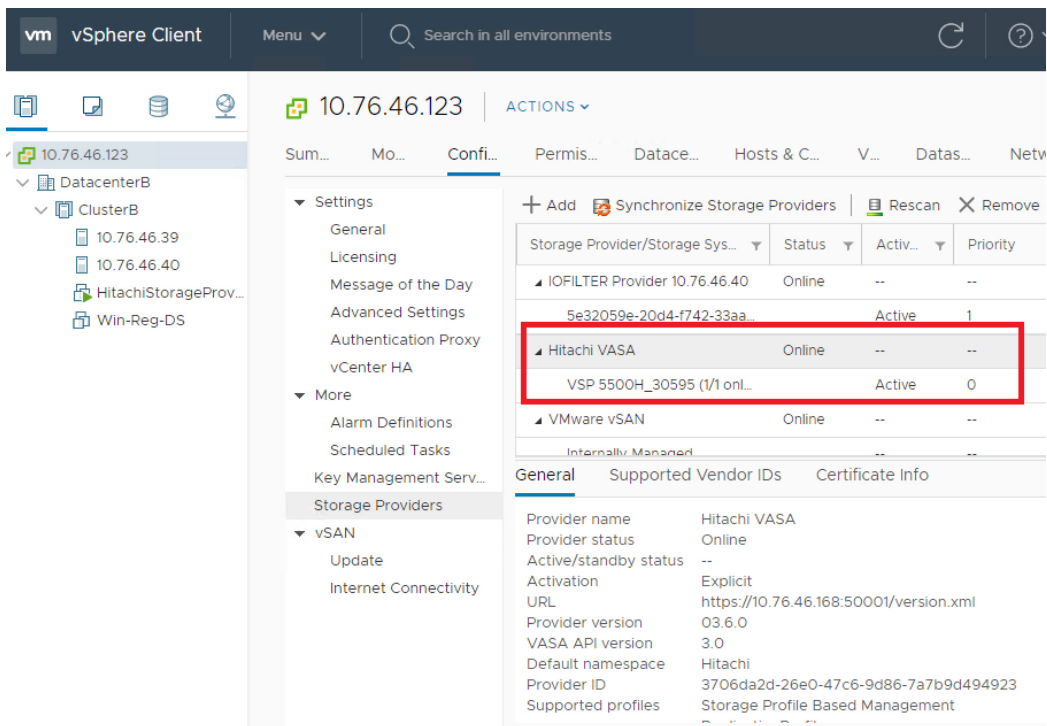 vm vSphere Client Menu Search in all environments
10.76.46.123 ACTIONS
Sum... Mo... Confi... Permis... Datace... Hosts & C... V... Datas... Netw
10.76.46.123
DatacenterB
ClusterB
10.76.46.39
10.76.46.40
HitachiStorageProv...
Win-Reg-DS
Settings
General
Licensing
Message of the Day
Advanced Settings
Authentication Proxy
vCenter HA
More
Alarm Definitions
Scheduled Tasks
Key Management Serv...
Storage Providers
vSAN
Update
Internet Connectivity
Add Synchronize Storage Providers Rescan Remove
Storage Provider/Storage Sys... Status Activ... Priority
IOFILTER Provider 10.76.46.40 Online -- --
5e32059e-20d4-f742-33aa... Active 1
Hitachi VASA Online -- --
VSP 5500H_30595 (1/1 onl... Active 0
VMware vSAN Online -- --
Internally Managed -- --
General Supported Vendor IDs Certificate Info
Provider name Hitachi VASA
Provider status Online
Active/standby status --
Activation Explicit
URL https://10.76.46.168:50001/version.xml
Provider version 03.6.0
VASA API version 3.0
Default namespace Hitachi
Provider ID 3706da2d-26e0-47c6-9d86-7a7b9d494923
Supported profiles Storage Profile Based Management